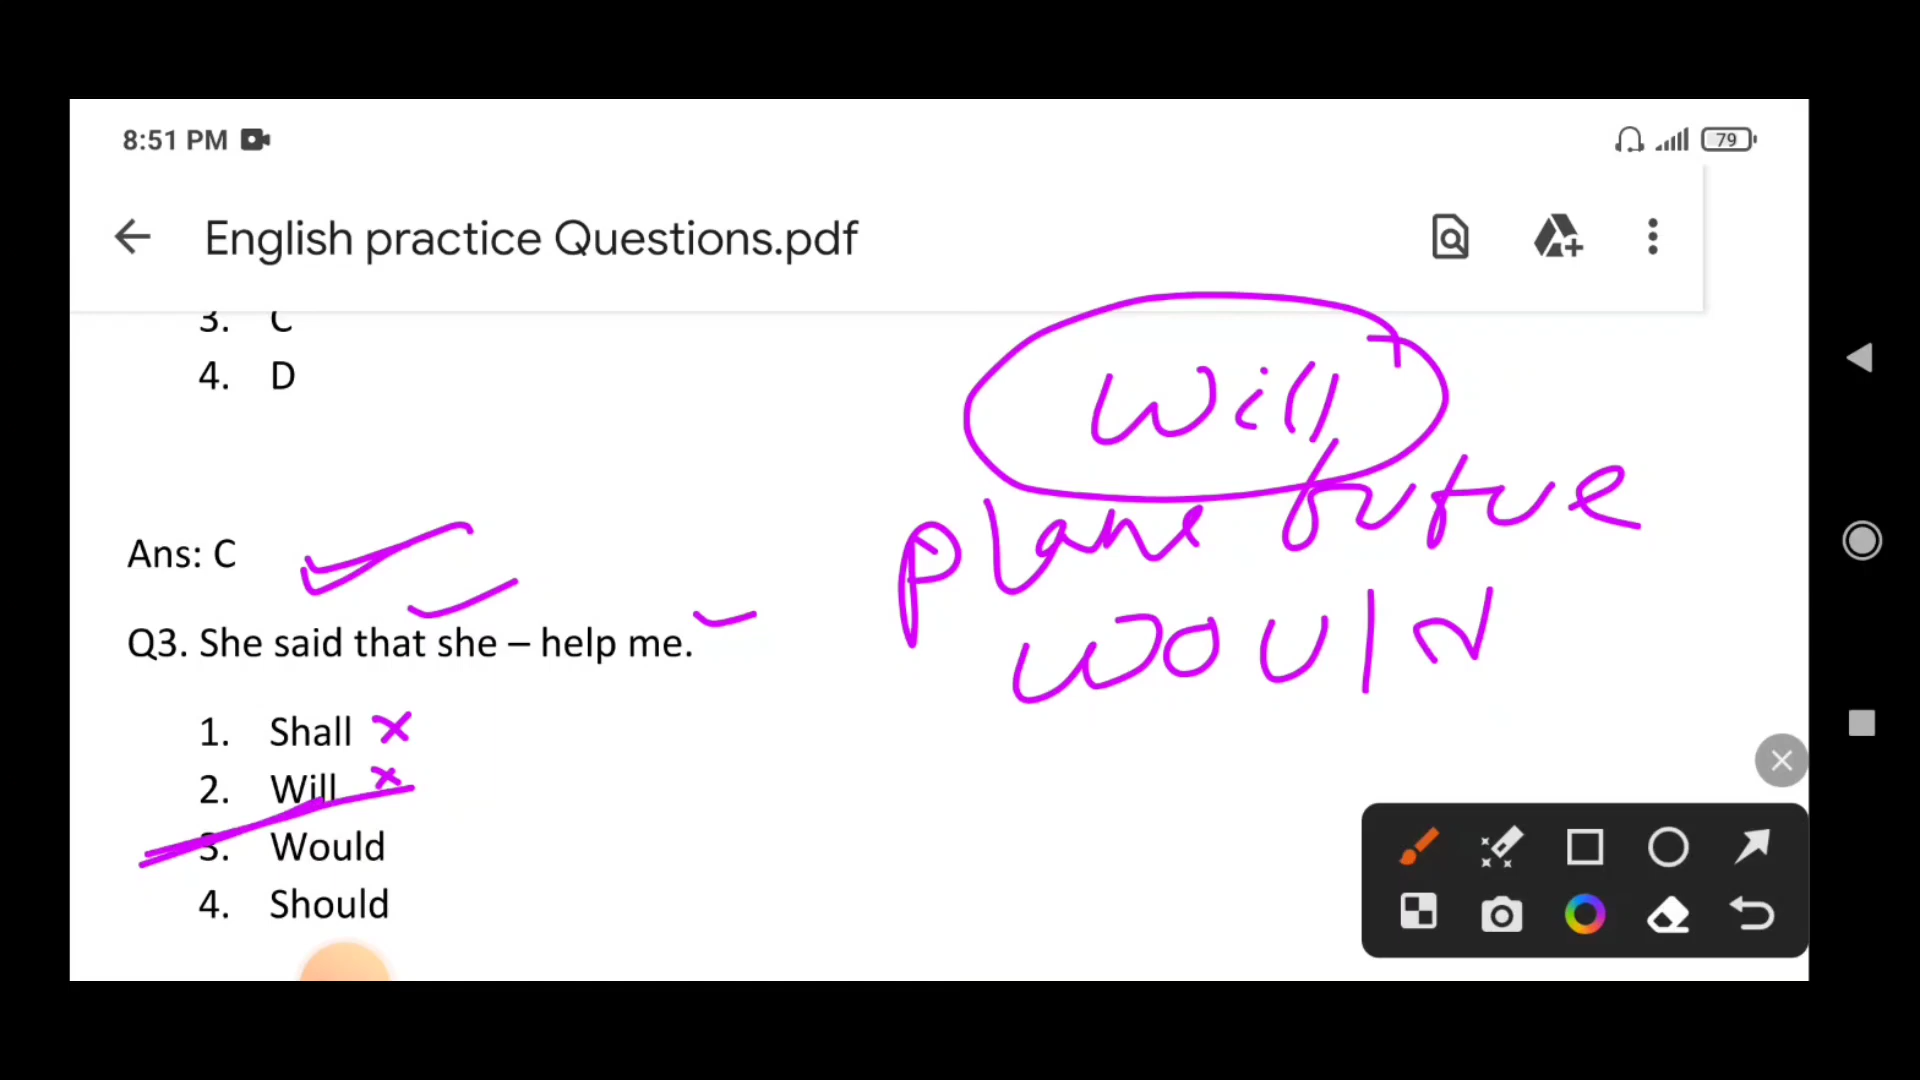 8:51 PM
79
English practice Questions.pdf
3. C
4. D
Will
plane future
Ans: C
would
Q3. She said that she – help me.
1. Shall
2. Will
3. Would
4. Should